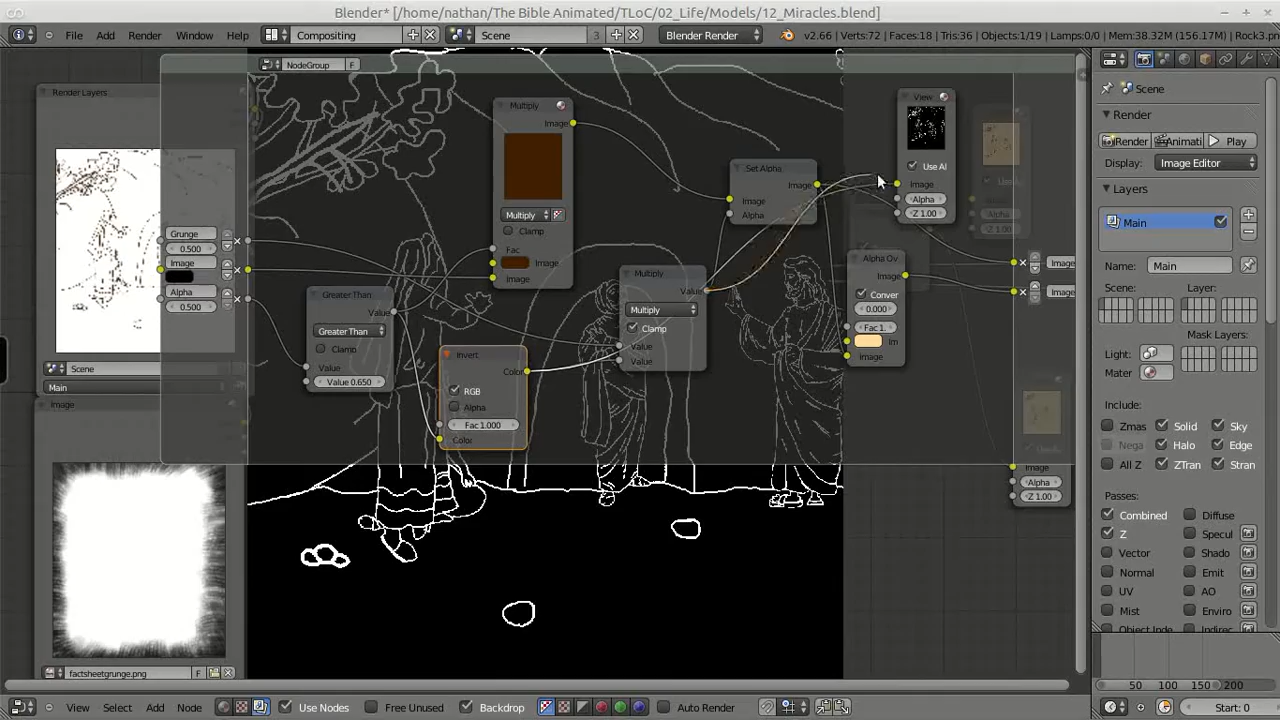 Blender* [/home/nathan/The Bible Animated/TLoC/02_Life/Models/12_Miracles.blend]
File Add Render Window Help Compositing Scene 3 Blender Render v2.66 | Verts:72 | Faces:18 | Tris:36 | Objects:1/19 | Lamps:0/0 | Mem:38.32M (156.17M) | Rock3.pn
NodeGroup F
Render Layers
Scene
Main
Image
factsheetgrunge.png F
Grunge
0.500
Image
Alpha
0.500
Greater Than
Value
Greater Than
Clamp
Value
Value 0.650
Multiply
Image
Multiply
Clamp
Fac
Image
Image
Invert
Color
RGB
Alpha
Fac 1.000
Color
Multiply
Value
Multiply
Clamp
Value
Value
Set Alpha
Image
Image
Alpha
View
Use Al
Image
Alpha
Z 1.00
Alpha Ov
Image
Conver
0.000
Fac 1.
Im
Image
Alpha
Z 1.00
Image
Image
Image
Alpha
Z 1.00
Scene
Render
Render Animati Play
Display: Image Editor
Layers
Main
Name: Main
Scene: Layer:
Mask Layers:
Light:
Mater
Include:
Zmas Solid Sky
Nega Halo Edge
All Z ZTran Stran
Passes:
Combined Diffuse
Z Specul
Vector Shado
Normal Emit
UV AO
Mist Enviro
Object Inde Indirec
50 100 150 200
View Select Add Node Use Nodes Free Unused Backdrop Auto Render Start: 0